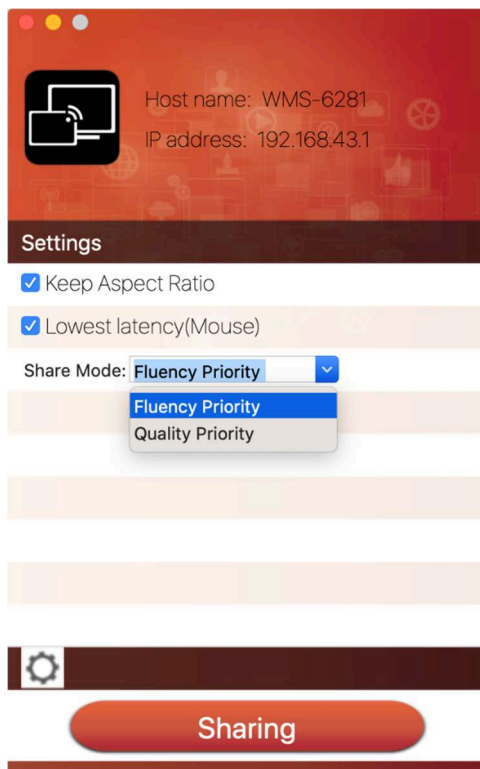 Host name: WMS-6281
IP address: 192.168.43.1
Settings
Keep Aspect Ratio
Lowest latency(Mouse)
Share Mode: Fluency Priority
Fluency Priority
Quality Priority
Sharing